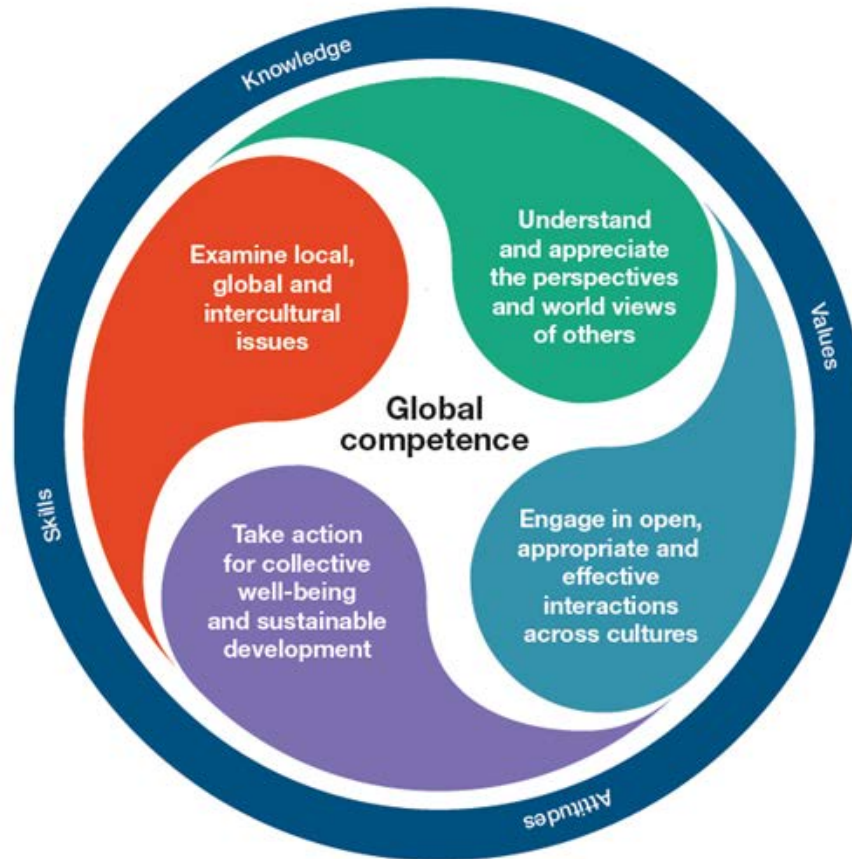 Knowledge
Examine local,
global and
intercultural
issues
Understand
and appreciate
the perspectives
and world views
of others
Values
Global
competence
Skills
Take action
for collective
well-being
and sustainable
development
Engage in open,
appropriate and
effective
interactions
across cultures
Attitudes